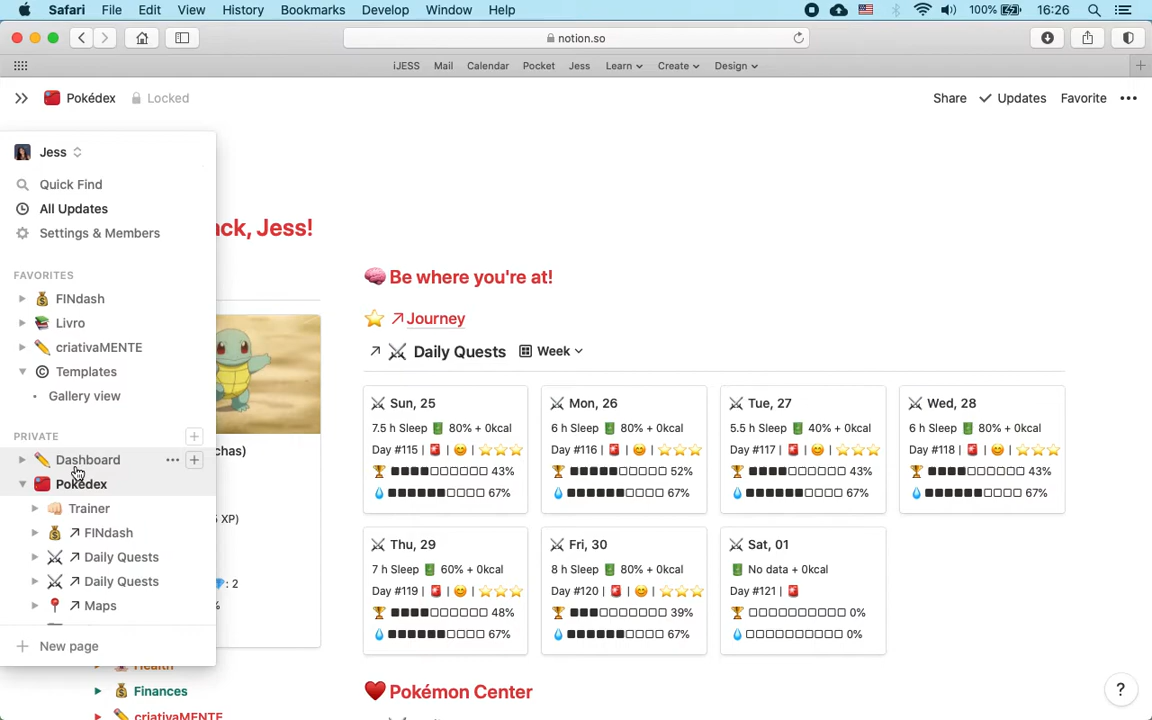 Safari File Edit View History Bookmarks Develop Window Help 100% 16:26
notion.so
iJESS Mail Calendar Pocket Jess Learn Create Design
Pokédex Locked Share Updates Favorite
Jess
Quick Find
All Updates
Settings & Members
FAVORITES
FINdash
Livro
criativaMENTE
Templates
Gallery view
PRIVATE
Dashboard
Pokédex
Trainer
FINdash
Daily Quests
Daily Quests
Maps
New page
ack, Jess!
chas)
XP)
: 2
Finances
criativaMENTE
Be where you're at!
Journey
Daily Quests Week
Sun, 25
7.5 h Sleep 80% + 0kcal
Day #115 | | |
43%
67%
Mon, 26
6 h Sleep 80% + 0kcal
Day #116 | | |
52%
67%
Tue, 27
5.5 h Sleep 40% + 0kcal
Day #117 | | |
43%
67%
Wed, 28
6 h Sleep 80% + 0kcal
Day #118 | | |
43%
67%
Thu, 29
7 h Sleep 60% + 0kcal
Day #119 | | |
48%
67%
Fri, 30
8 h Sleep 80% + 0kcal
Day #120 | | |
39%
67%
Sat, 01
No data + 0kcal
Day #121 |
0%
0%
Pokémon Center
?